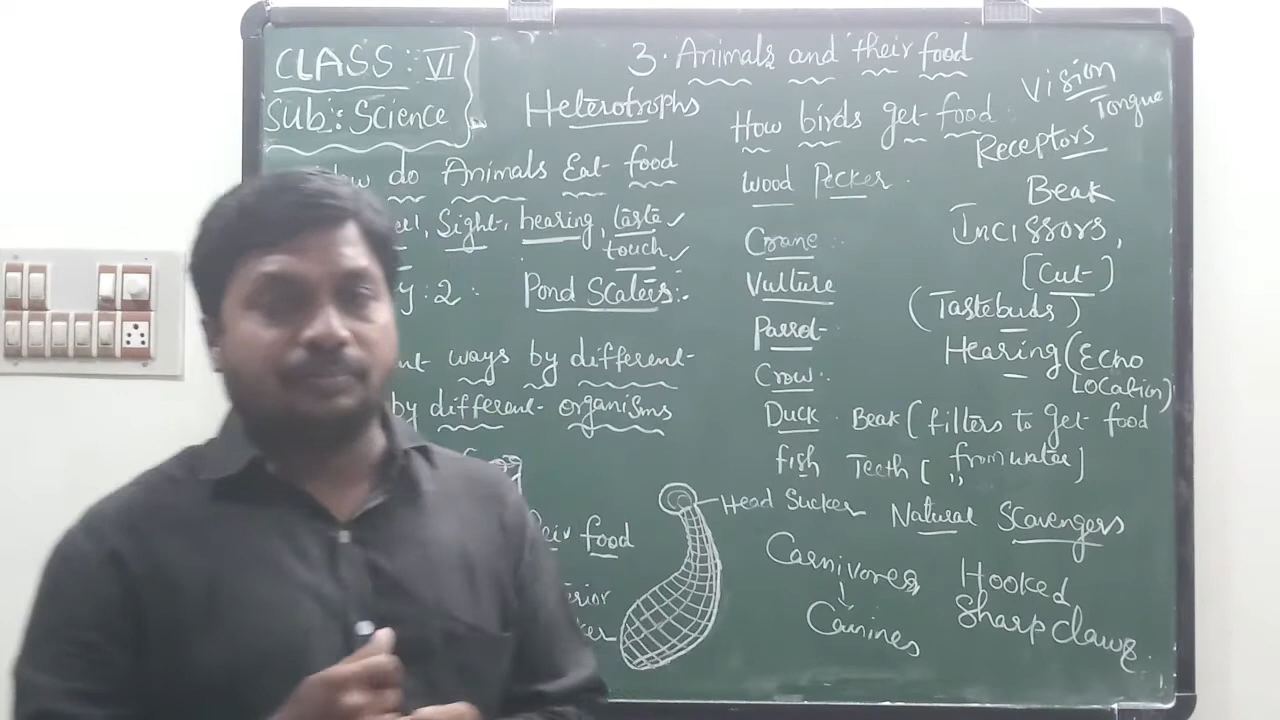 CLASS : VI
Sub : Science
3. Animals and their food
Heterotrophs
How do Animals Eat food
Sight, hearing, taste
touch
: 2 :
Pond Scaters :
ways by different
by different organisms
food
How birds get food :
Wood Pecker
Crane
Vulture
Parrot
Crow
Duck
Beak (filters to get food
from water)
fish
Teeth ( ,,
Head Sucker
Natural Scavengers
Carnivores
Canines
Hooked
Sharp claws
Vision
Tongue
Receptors
Beak
Incissors,
(Cut)
(Tastebuds)
Hearing (Echo
Location)